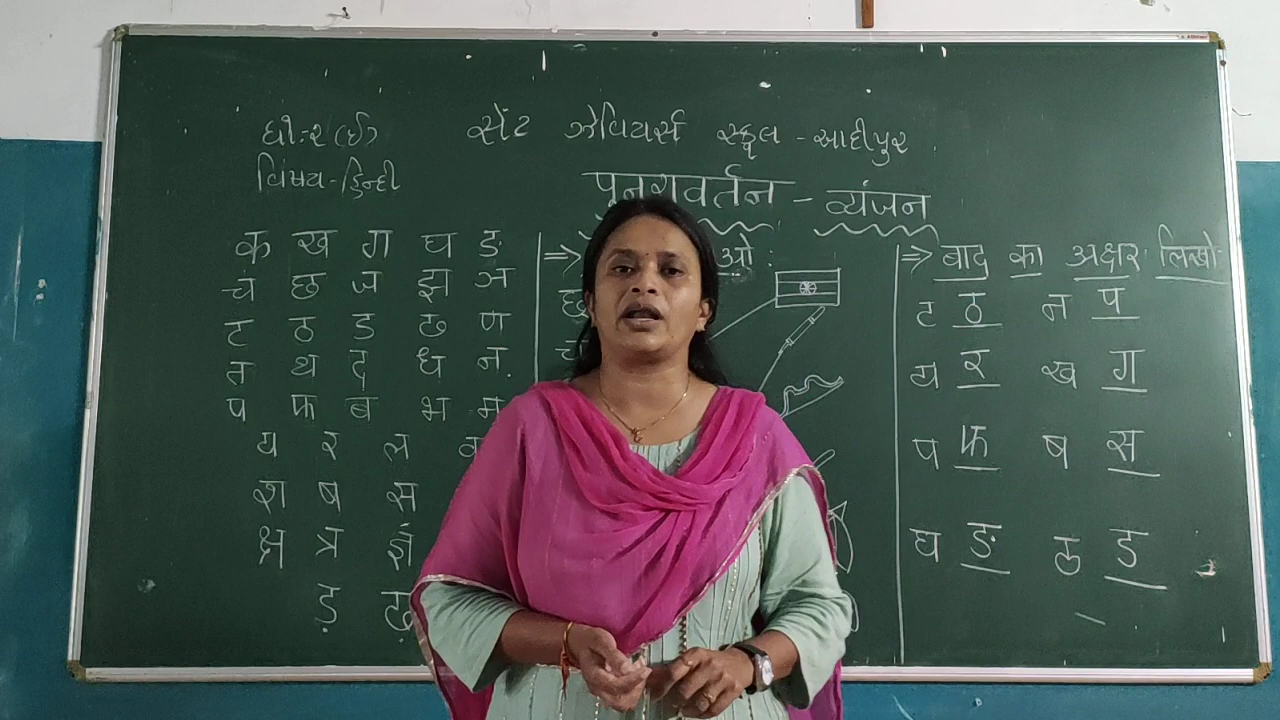 ધો:-૨ (ઈ) સેંટ ઝેવિયર્સ સ્કૂલ - આદીપુર
વિષય - હિન્દી
पुनरावर्तन - व्यंजन
क ख ग घ ङ
च छ ज झ ञ
ट ठ ड ढ ण
त थ द ध न.
प फ ब भ म
य र ल व
श ष स
क्ष त्र ज्ञ
ड़ ढ़
⇒
छ
च
⇒ बाद का अक्षर लिखो:
ट ठ न प
य र ख ग
प फ ष स
घ ङ ठ ड